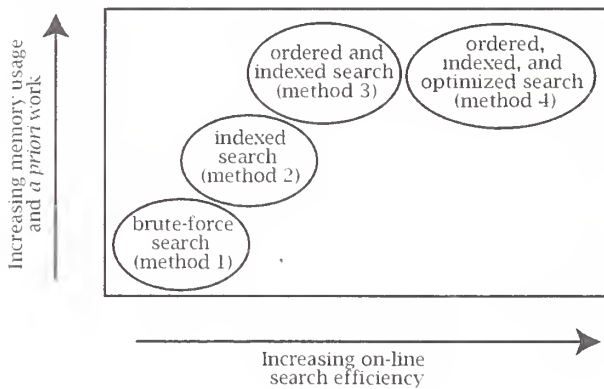 Increasing memory usage
and a priori work
ordered and
indexed search
(method 3)
ordered,
indexed, and
optimized search
(method 4)
indexed
search
(method 2)
brute-force
search
(method 1)
Increasing on-line
search efficiency